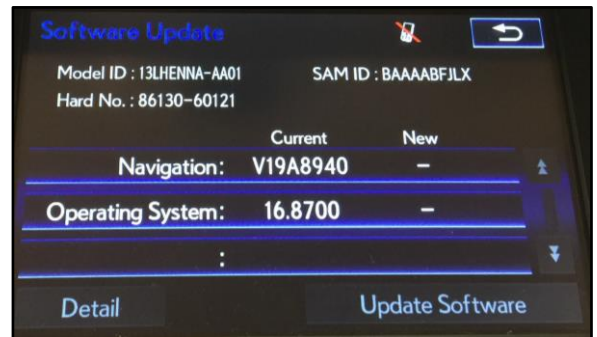 Software Update
Model ID : 13LHENNA-AA01 SAM ID : BAAAABFJLX
Hard No. : 86130-60121
Current New
Navigation: V19A8940 –
Operating System: 16.8700 –
:
Detail Update Software